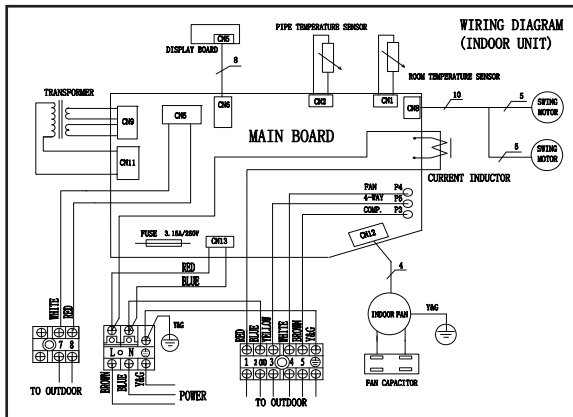 WIRING DIAGRAM
(INDOOR UNIT)
CN5
DISPLAY BOARD
8
PIPE TEMPERATURE SENSOR
ROOM TEMPERATURE SENSOR
TRANSFORMER
CN9
CN11
CN5
CN6
CN2
CN1
CN8
10
5
SWING
MOTOR
5
SWING
MOTOR
MAIN BOARD
CURRENT INDUCTOR
FAN P4
4-WAY P5
COMP. P3
FUSE 3.15A/250V
CN13
RED
BLUE
CN12
4
INDOOR FAN
Y&G
FAN CAPACITOR
WHITE
RED
7 8
TO OUTDOOR
L N
Y&G
BROWN
BLUE
Y&G
POWER
RED
BLUE
YELLOW
WHITE
BROWN
Y&G
1 2(N) 3 4 5
TO OUTDOOR